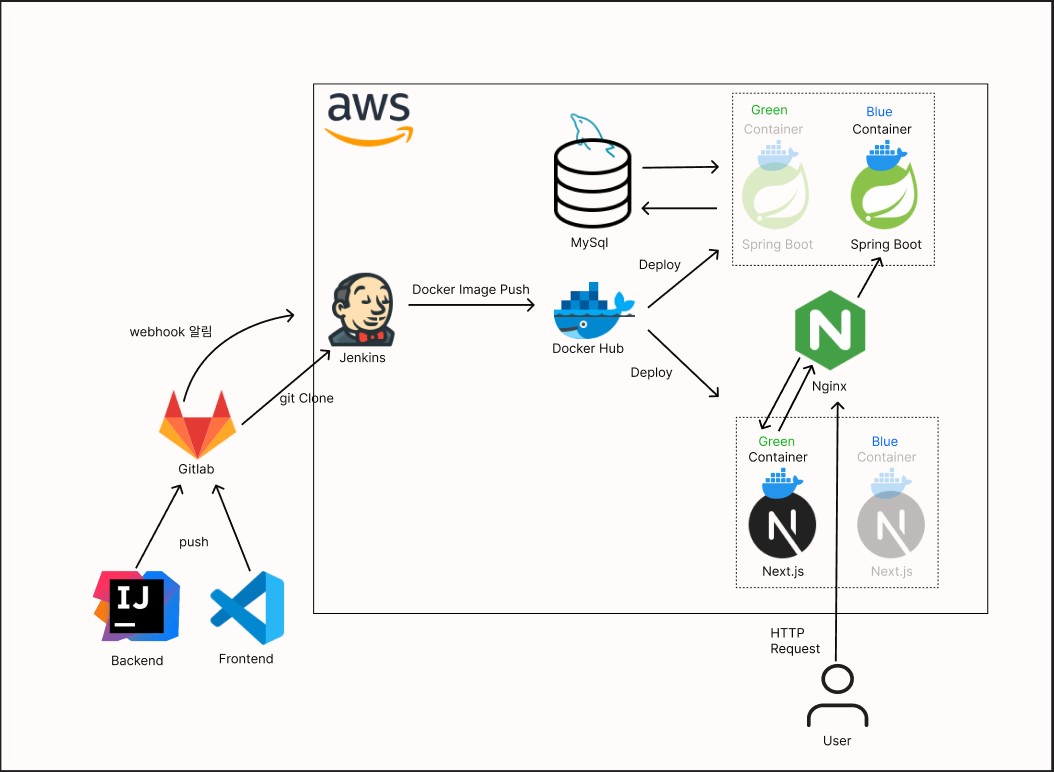 aws
Green
Container
Spring Boot
Blue
Container
Spring Boot
MySql
Deploy
Docker Image Push
Jenkins
Docker Hub
webhook 알림
git Clone
Deploy
Nginx
Gitlab
Green
Container
Next.js
Blue
Container
Next.js
push
IJ
Backend
Frontend
HTTP
Request
User